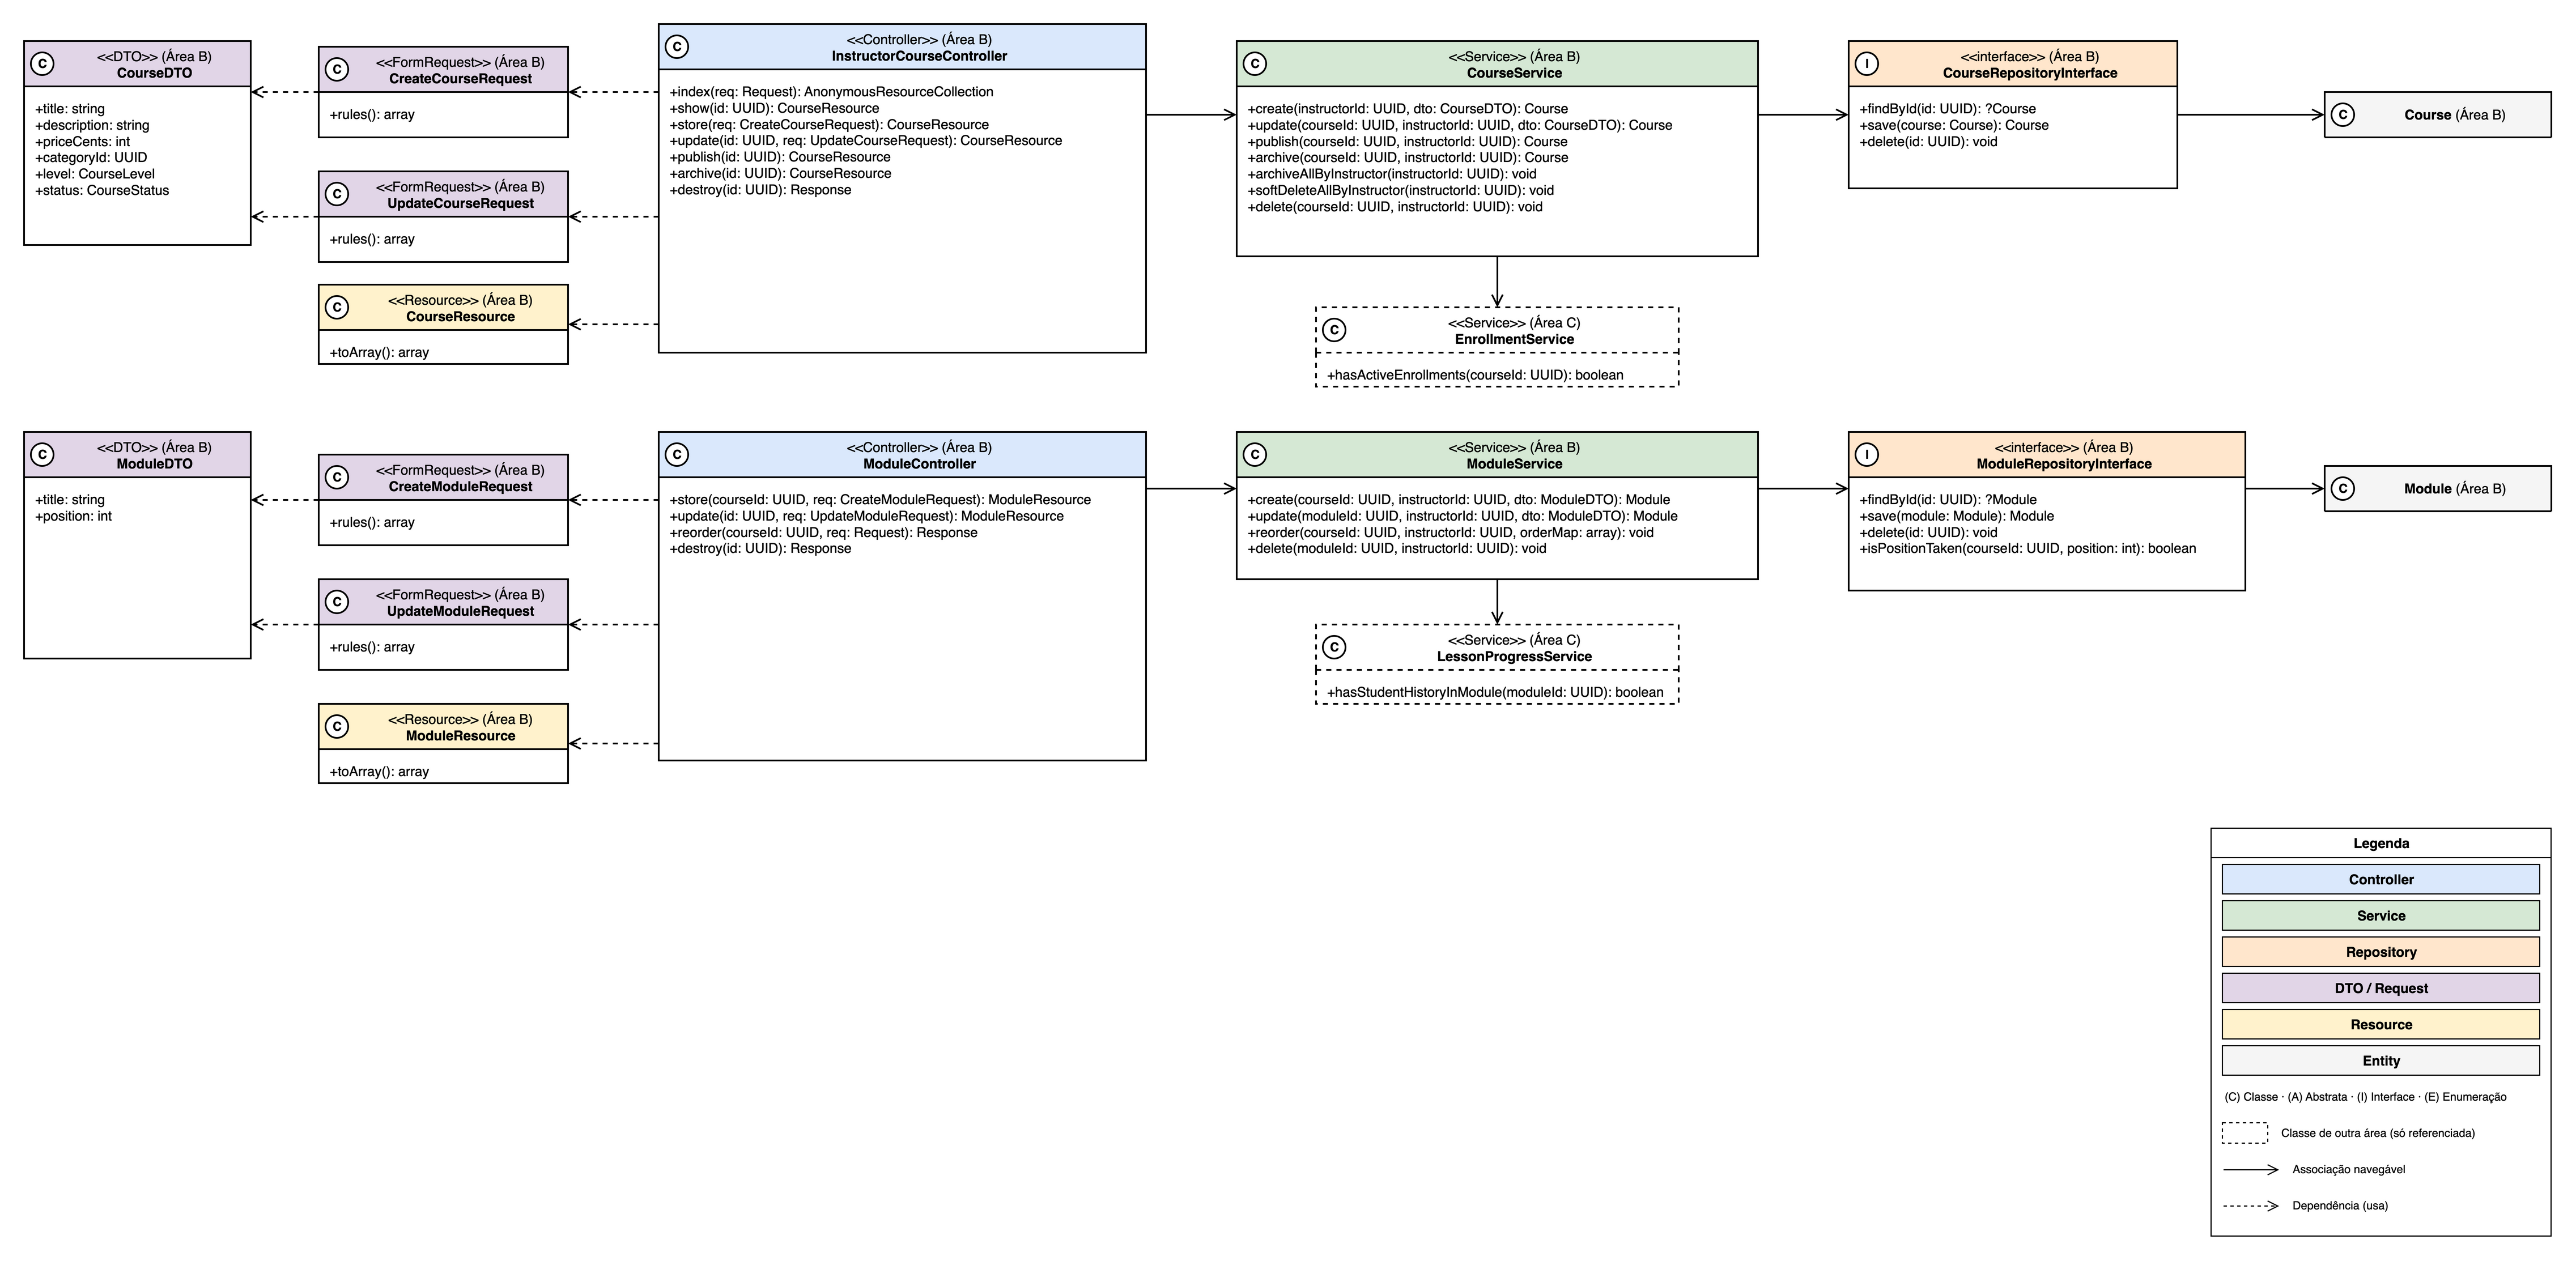 C
<<DTO>> (Área B)
CourseDTO
+title: string
+description: string
+priceCents: int
+categoryId: UUID
+level: CourseLevel
+status: CourseStatus
C
<<FormRequest>> (Área B)
CreateCourseRequest
+rules(): array
C
<<FormRequest>> (Área B)
UpdateCourseRequest
+rules(): array
C
<<Resource>> (Área B)
CourseResource
+toArray(): array
C
<<Controller>> (Área B)
InstructorCourseController
+index(req: Request): AnonymousResourceCollection
+show(id: UUID): CourseResource
+store(req: CreateCourseRequest): CourseResource
+update(id: UUID, req: UpdateCourseRequest): CourseResource
+publish(id: UUID): CourseResource
+archive(id: UUID): CourseResource
+destroy(id: UUID): Response
C
<<Service>> (Área B)
CourseService
+create(instructorId: UUID, dto: CourseDTO): Course
+update(courseId: UUID, instructorId: UUID, dto: CourseDTO): Course
+publish(courseId: UUID, instructorId: UUID): Course
+archive(courseId: UUID, instructorId: UUID): Course
+archiveAllByInstructor(instructorId: UUID): void
+softDeleteAllByInstructor(instructorId: UUID): void
+delete(courseId: UUID, instructorId: UUID): void
C
<<Service>> (Área C)
EnrollmentService
+hasActiveEnrollments(courseId: UUID): boolean
I
<<interface>> (Área B)
CourseRepositoryInterface
+findById(id: UUID): ?Course
+save(course: Course): Course
+delete(id: UUID): void
C
Course (Área B)
C
<<DTO>> (Área B)
ModuleDTO
+title: string
+position: int
C
<<FormRequest>> (Área B)
CreateModuleRequest
+rules(): array
C
<<FormRequest>> (Área B)
UpdateModuleRequest
+rules(): array
C
<<Resource>> (Área B)
ModuleResource
+toArray(): array
C
<<Controller>> (Área B)
ModuleController
+store(courseId: UUID, req: CreateModuleRequest): ModuleResource
+update(id: UUID, req: UpdateModuleRequest): ModuleResource
+reorder(courseId: UUID, req: Request): Response
+destroy(id: UUID): Response
C
<<Service>> (Área B)
ModuleService
+create(courseId: UUID, instructorId: UUID, dto: ModuleDTO): Module
+update(moduleId: UUID, instructorId: UUID, dto: ModuleDTO): Module
+reorder(courseId: UUID, instructorId: UUID, orderMap: array): void
+delete(moduleId: UUID, instructorId: UUID): void
C
<<Service>> (Área C)
LessonProgressService
+hasStudentHistoryInModule(moduleId: UUID): boolean
I
<<interface>> (Área B)
ModuleRepositoryInterface
+findById(id: UUID): ?Module
+save(module: Module): Module
+delete(id: UUID): void
+isPositionTaken(courseId: UUID, position: int): boolean
C
Module (Área B)
Legenda
Controller
Service
Repository
DTO / Request
Resource
Entity
(C) Classe · (A) Abstrata · (I) Interface · (E) Enumeração
Classe de outra área (só referenciada)
Associação navegável
Dependência (usa)